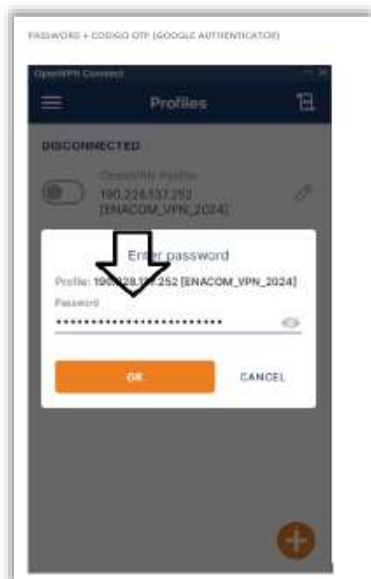 PASSWORD + CODIGO OTP (GOOGLE AUTHENTICATOR)
OpenVPN Connect
Profiles
DISCONNECTED
OpenVPN Profile
190.228.137.252
[ENACOM_VPN_2024]
Enter password
Profile: 190.228.137.252 [ENACOM_VPN_2024]
Password
OK
CANCEL